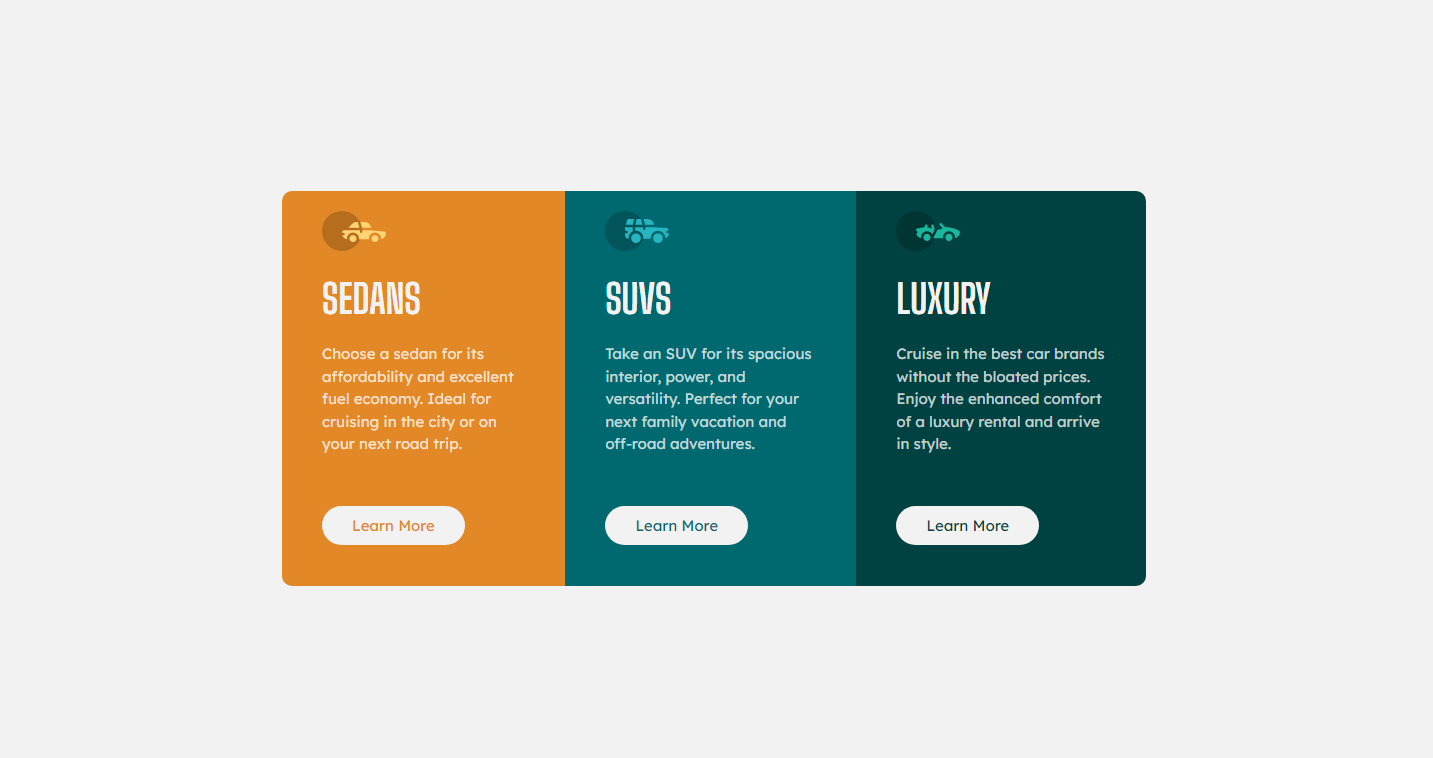 SEDANS
Choose a sedan for its
affordability and excellent
fuel economy. Ideal for
cruising in the city or on
your next road trip.
Learn More
SUVS
Take an SUV for its spacious
interior, power, and
versatility. Perfect for your
next family vacation and
off-road adventures.
Learn More
LUXURY
Cruise in the best car brands
without the bloated prices.
Enjoy the enhanced comfort
of a luxury rental and arrive
in style.
Learn More